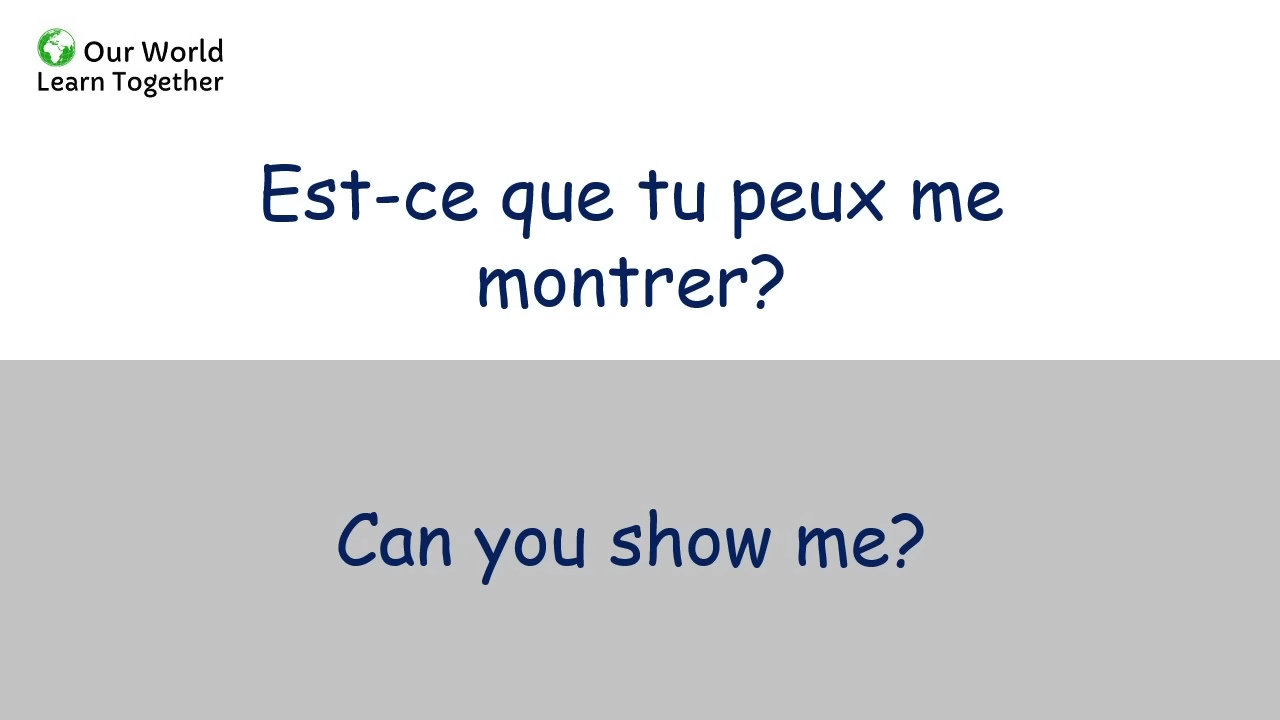 Our World
Learn Together
Est-ce que tu peux me
montrer?
Can you show me?